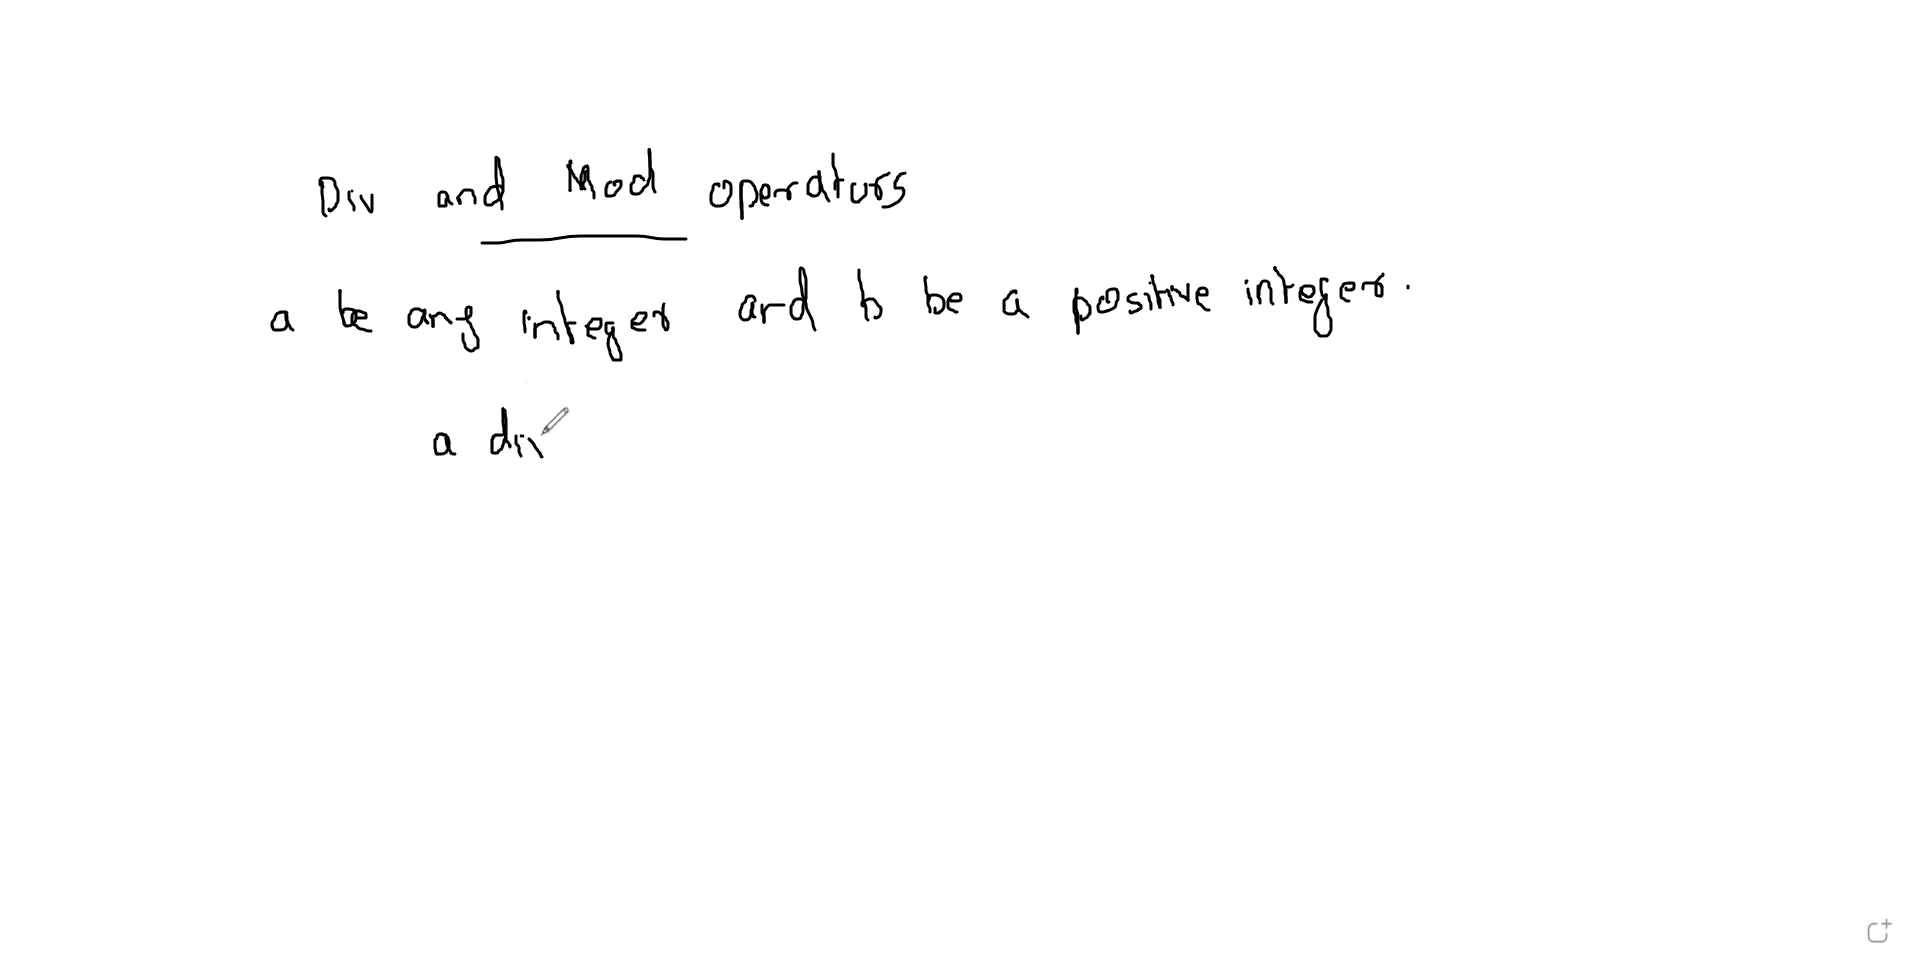 Div and Mod operators
a be any integer and b be a positive integer.
a div